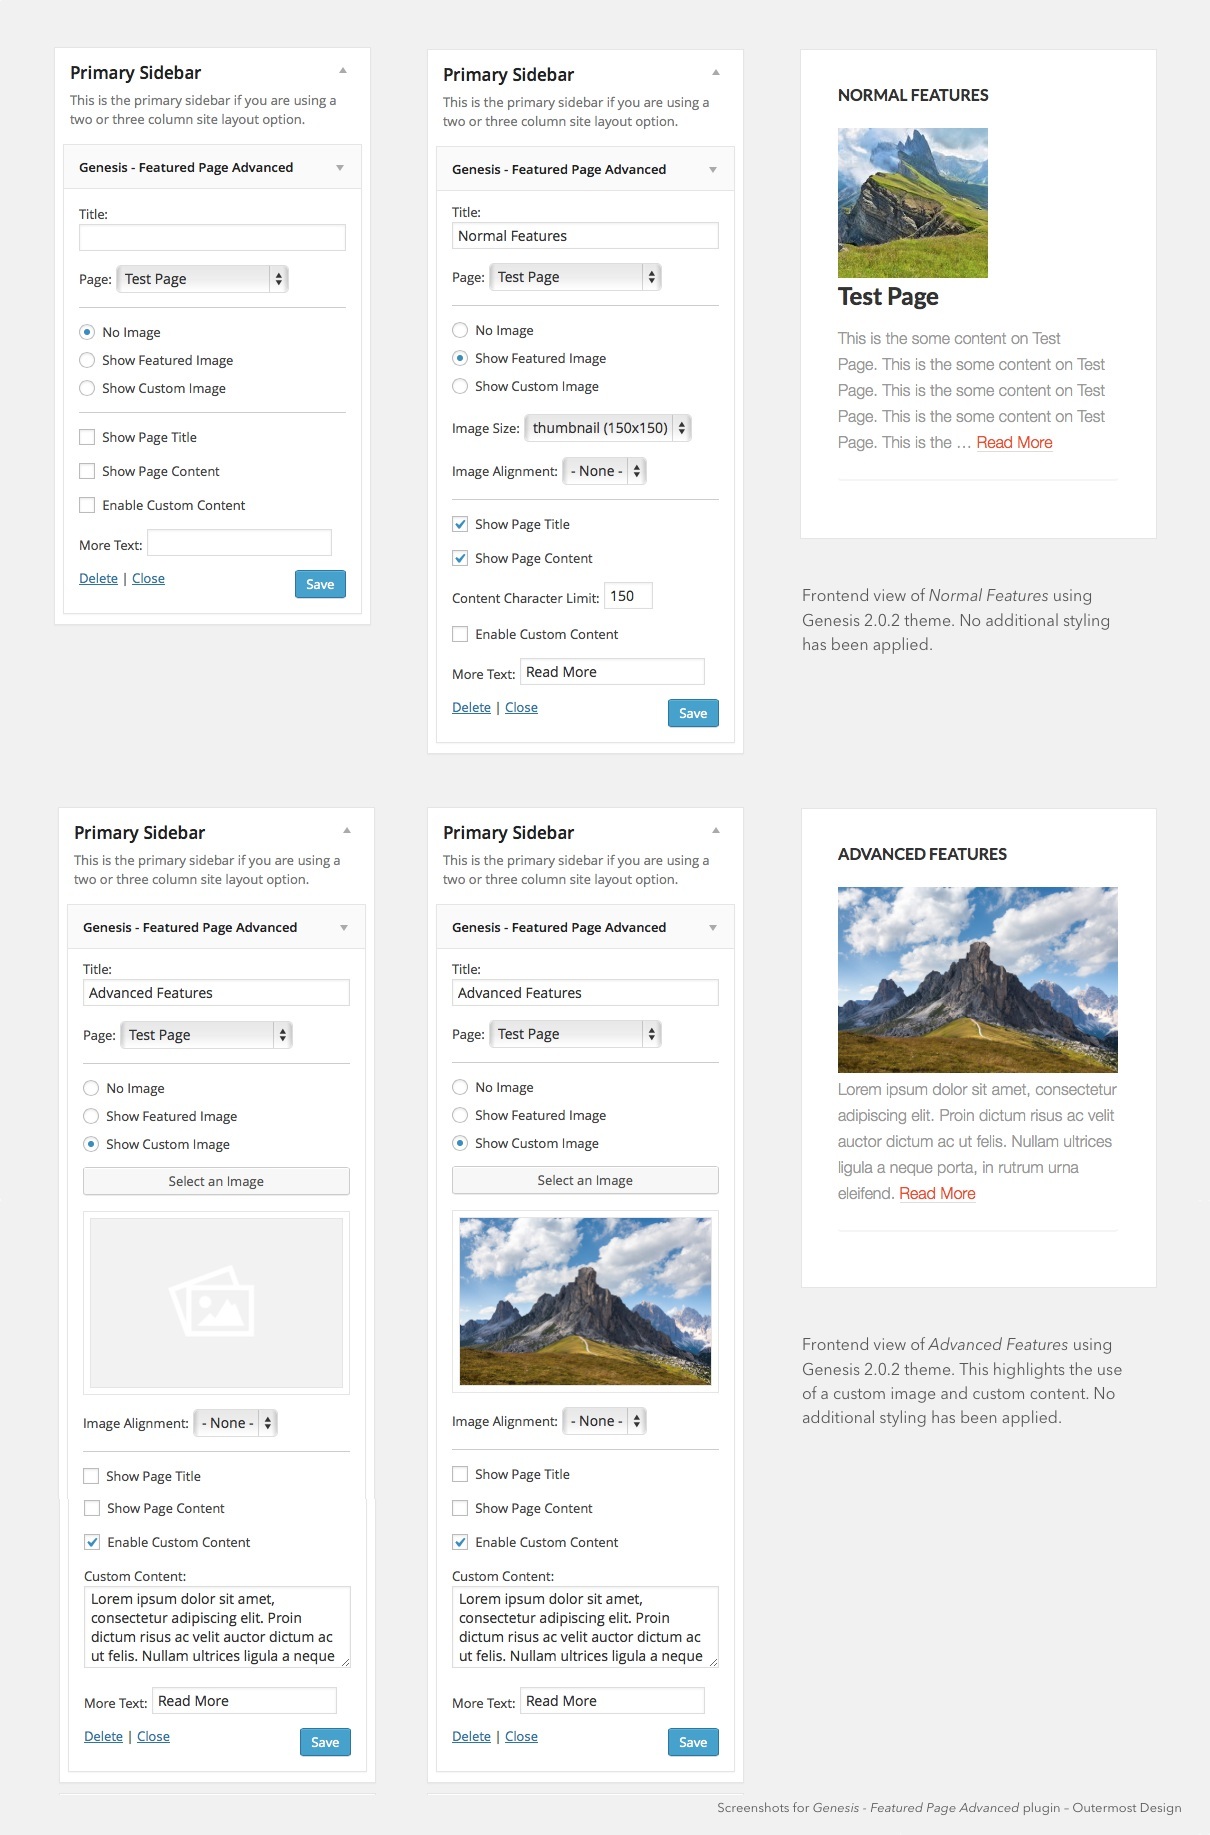 Primary Sidebar
This is the primary sidebar if you are using a
two or three column site layout option.
Genesis - Featured Page Advanced
Title:
Page: Test Page
No Image
Show Featured Image
Show Custom Image
Show Page Title
Show Page Content
Enable Custom Content
More Text:
Delete | Close Save
Primary Sidebar
This is the primary sidebar if you are using a
two or three column site layout option.
Genesis - Featured Page Advanced
Title:
Normal Features
Page: Test Page
No Image
Show Featured Image
Show Custom Image
Image Size: thumbnail (150x150)
Image Alignment: - None -
Show Page Title
Show Page Content
Content Character Limit: 150
Enable Custom Content
More Text: Read More
Delete | Close Save
NORMAL FEATURES
Test Page
This is the some content on Test
Page. This is the some content on Test
Page. This is the some content on Test
Page. This is the some content on Test
Page. This is the … Read More
Frontend view of Normal Features using
Genesis 2.0.2 theme. No additional styling
has been applied.
Primary Sidebar
This is the primary sidebar if you are using a
two or three column site layout option.
Genesis - Featured Page Advanced
Title:
Advanced Features
Page: Test Page
No Image
Show Featured Image
Show Custom Image
Select an Image
Image Alignment: - None -
Show Page Title
Show Page Content
Enable Custom Content
Custom Content:
Lorem ipsum dolor sit amet,
consectetur adipiscing elit. Proin
dictum risus ac velit auctor dictum ac
ut felis. Nullam ultrices ligula a neque
More Text: Read More
Delete | Close Save
Primary Sidebar
This is the primary sidebar if you are using a
two or three column site layout option.
Genesis - Featured Page Advanced
Title:
Advanced Features
Page: Test Page
No Image
Show Featured Image
Show Custom Image
Select an Image
Image Alignment: - None -
Show Page Title
Show Page Content
Enable Custom Content
Custom Content:
Lorem ipsum dolor sit amet,
consectetur adipiscing elit. Proin
dictum risus ac velit auctor dictum ac
ut felis. Nullam ultrices ligula a neque
More Text: Read More
Delete | Close Save
ADVANCED FEATURES
Lorem ipsum dolor sit amet, consectetur
adipiscing elit. Proin dictum risus ac velit
auctor dictum ac ut felis. Nullam ultrices
ligula a neque porta, in rutrum urna
eleifend. Read More
Frontend view of Advanced Features using
Genesis 2.0.2 theme. This highlights the use
of a custom image and custom content. No
additional styling has been applied.
Screenshots for Genesis - Featured Page Advanced plugin – Outermost Design